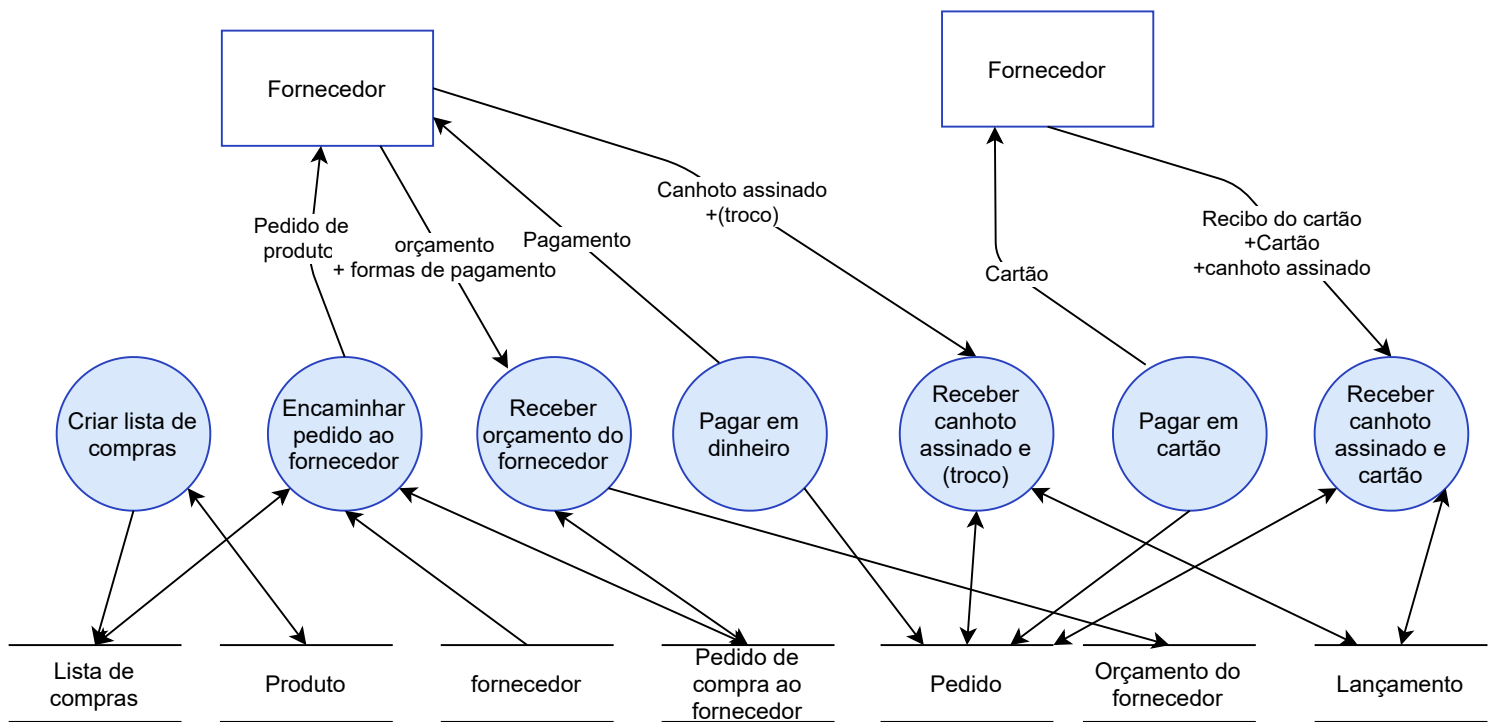 Fornecedor
Fornecedor
Canhoto assinado
+(troco)
Recibo do cartão
+Cartão
+canhoto assinado
Pedido de
produto
orçamento
+ formas de pagamento
Pagamento
Cartão
Criar lista de
compras
Encaminhar
pedido ao
fornecedor
Receber
orçamento do
fornecedor
Pagar em
dinheiro
Receber
canhoto
assinado e
(troco)
Pagar em
cartão
Receber
canhoto
assinado e
cartão
Lista de
compras
Produto
fornecedor
Pedido de
compra ao
fornecedor
Pedido
Orçamento do
fornecedor
Lançamento